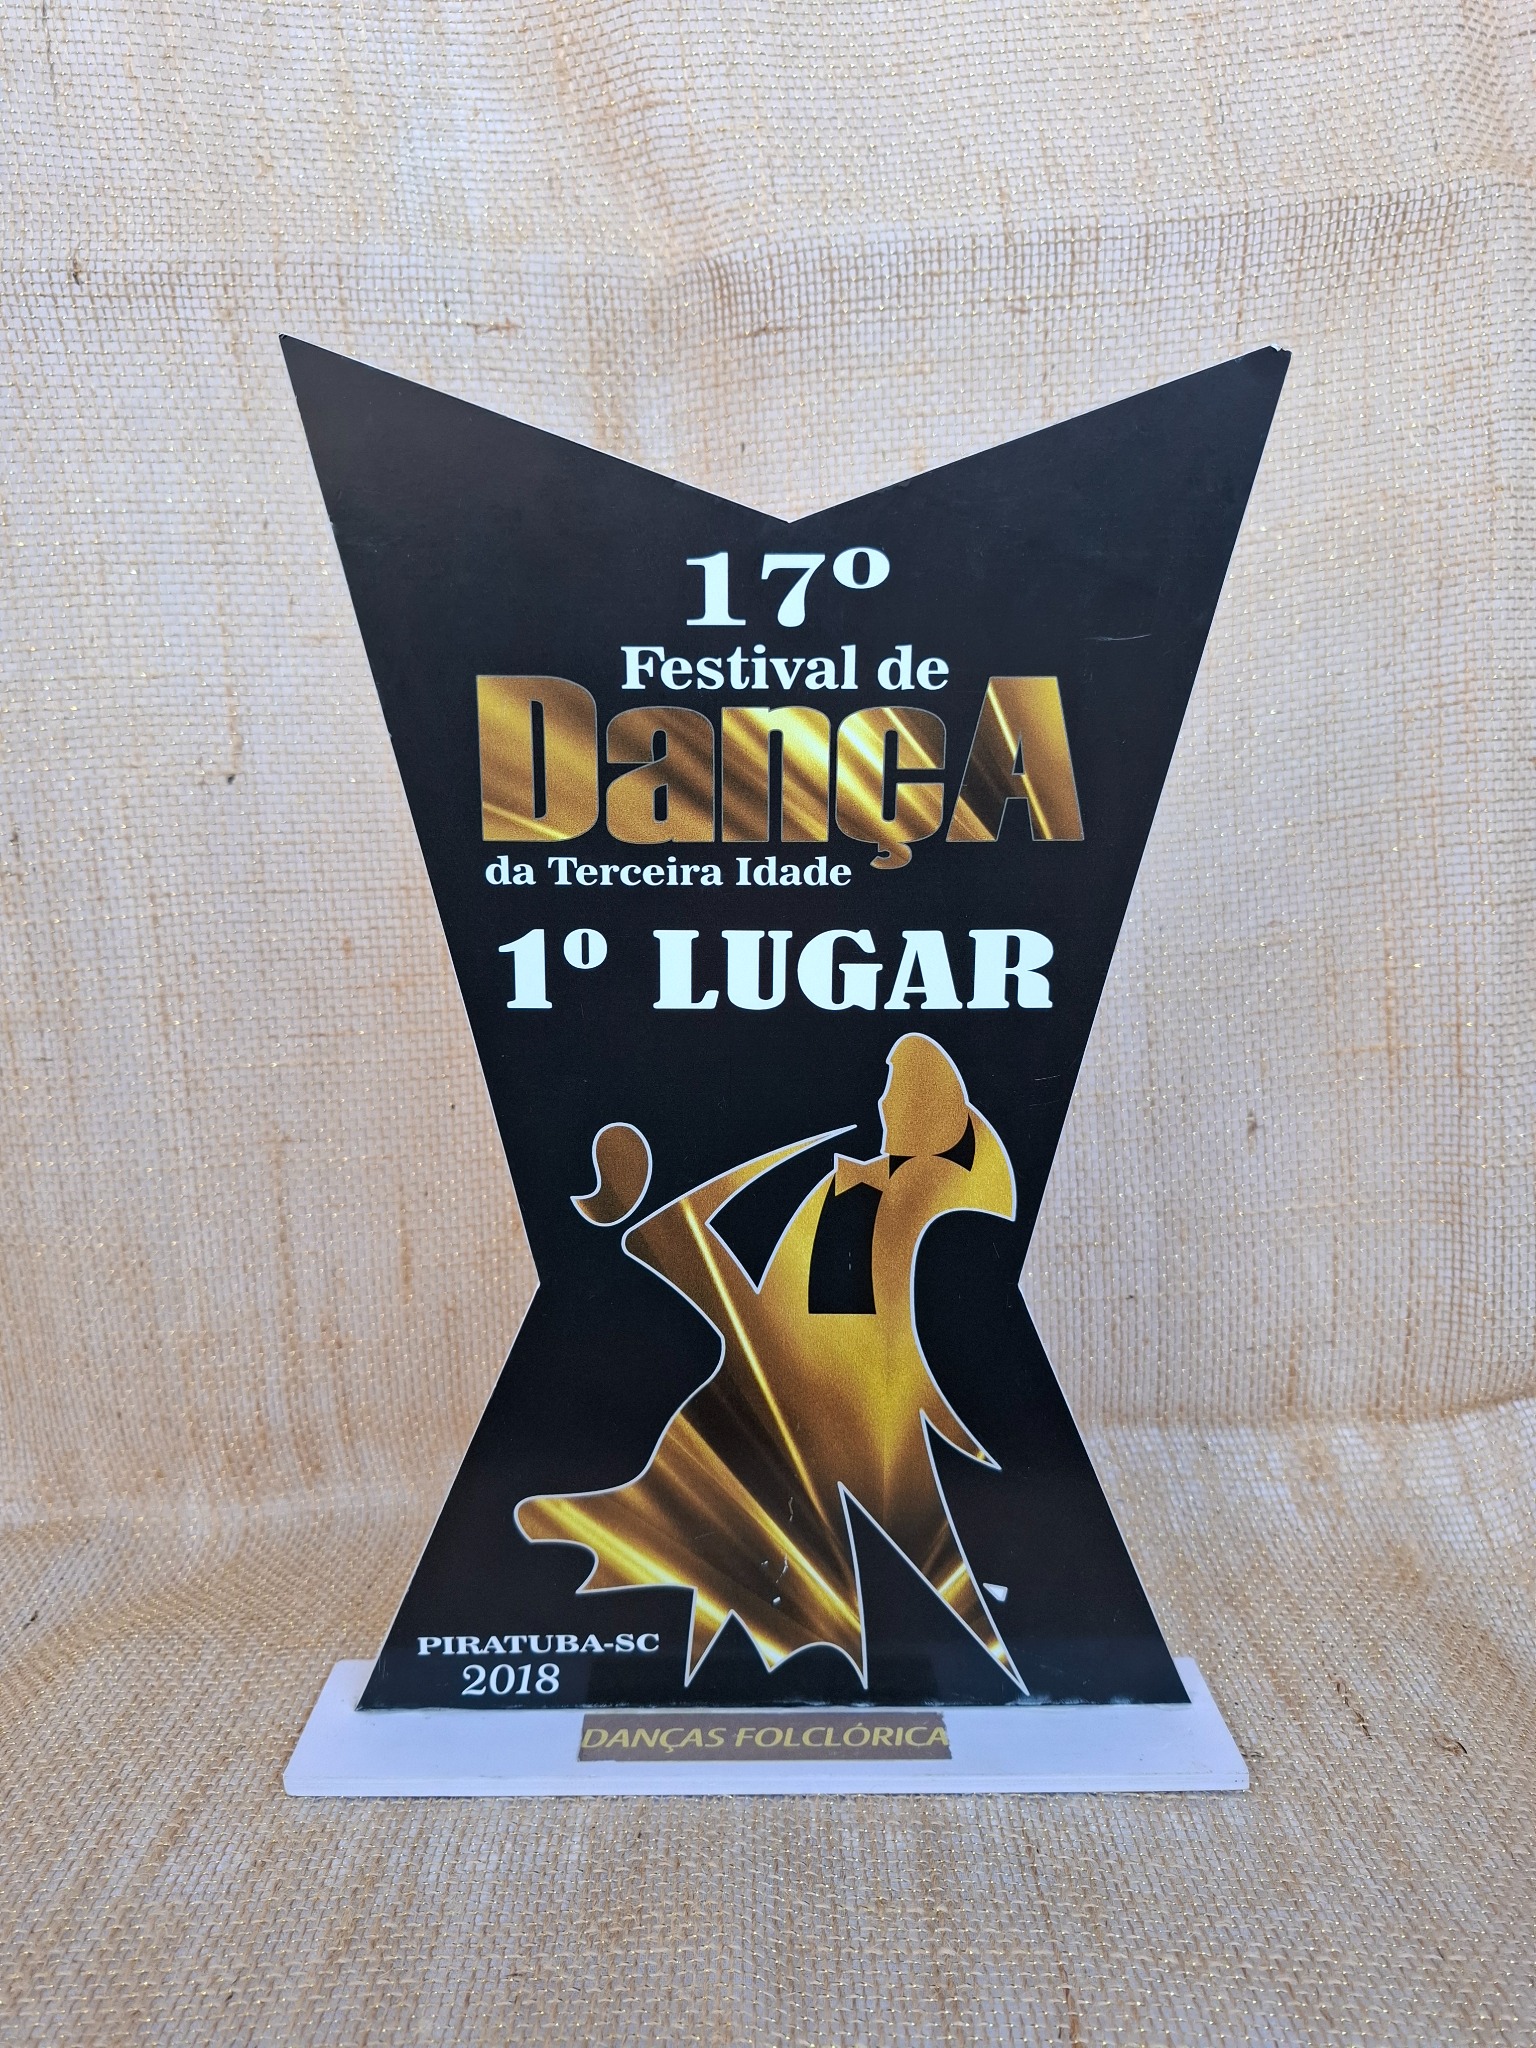 17º
Festival de
DançA
da Terceira Idade
1º LUGAR
PIRATUBA-SC
2018
DANÇAS FOLCLÓRICA